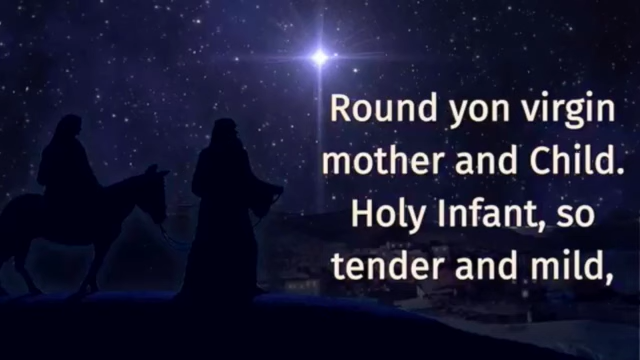 Round yon virgin
mother and Child.
Holy Infant, so
tender and mild,